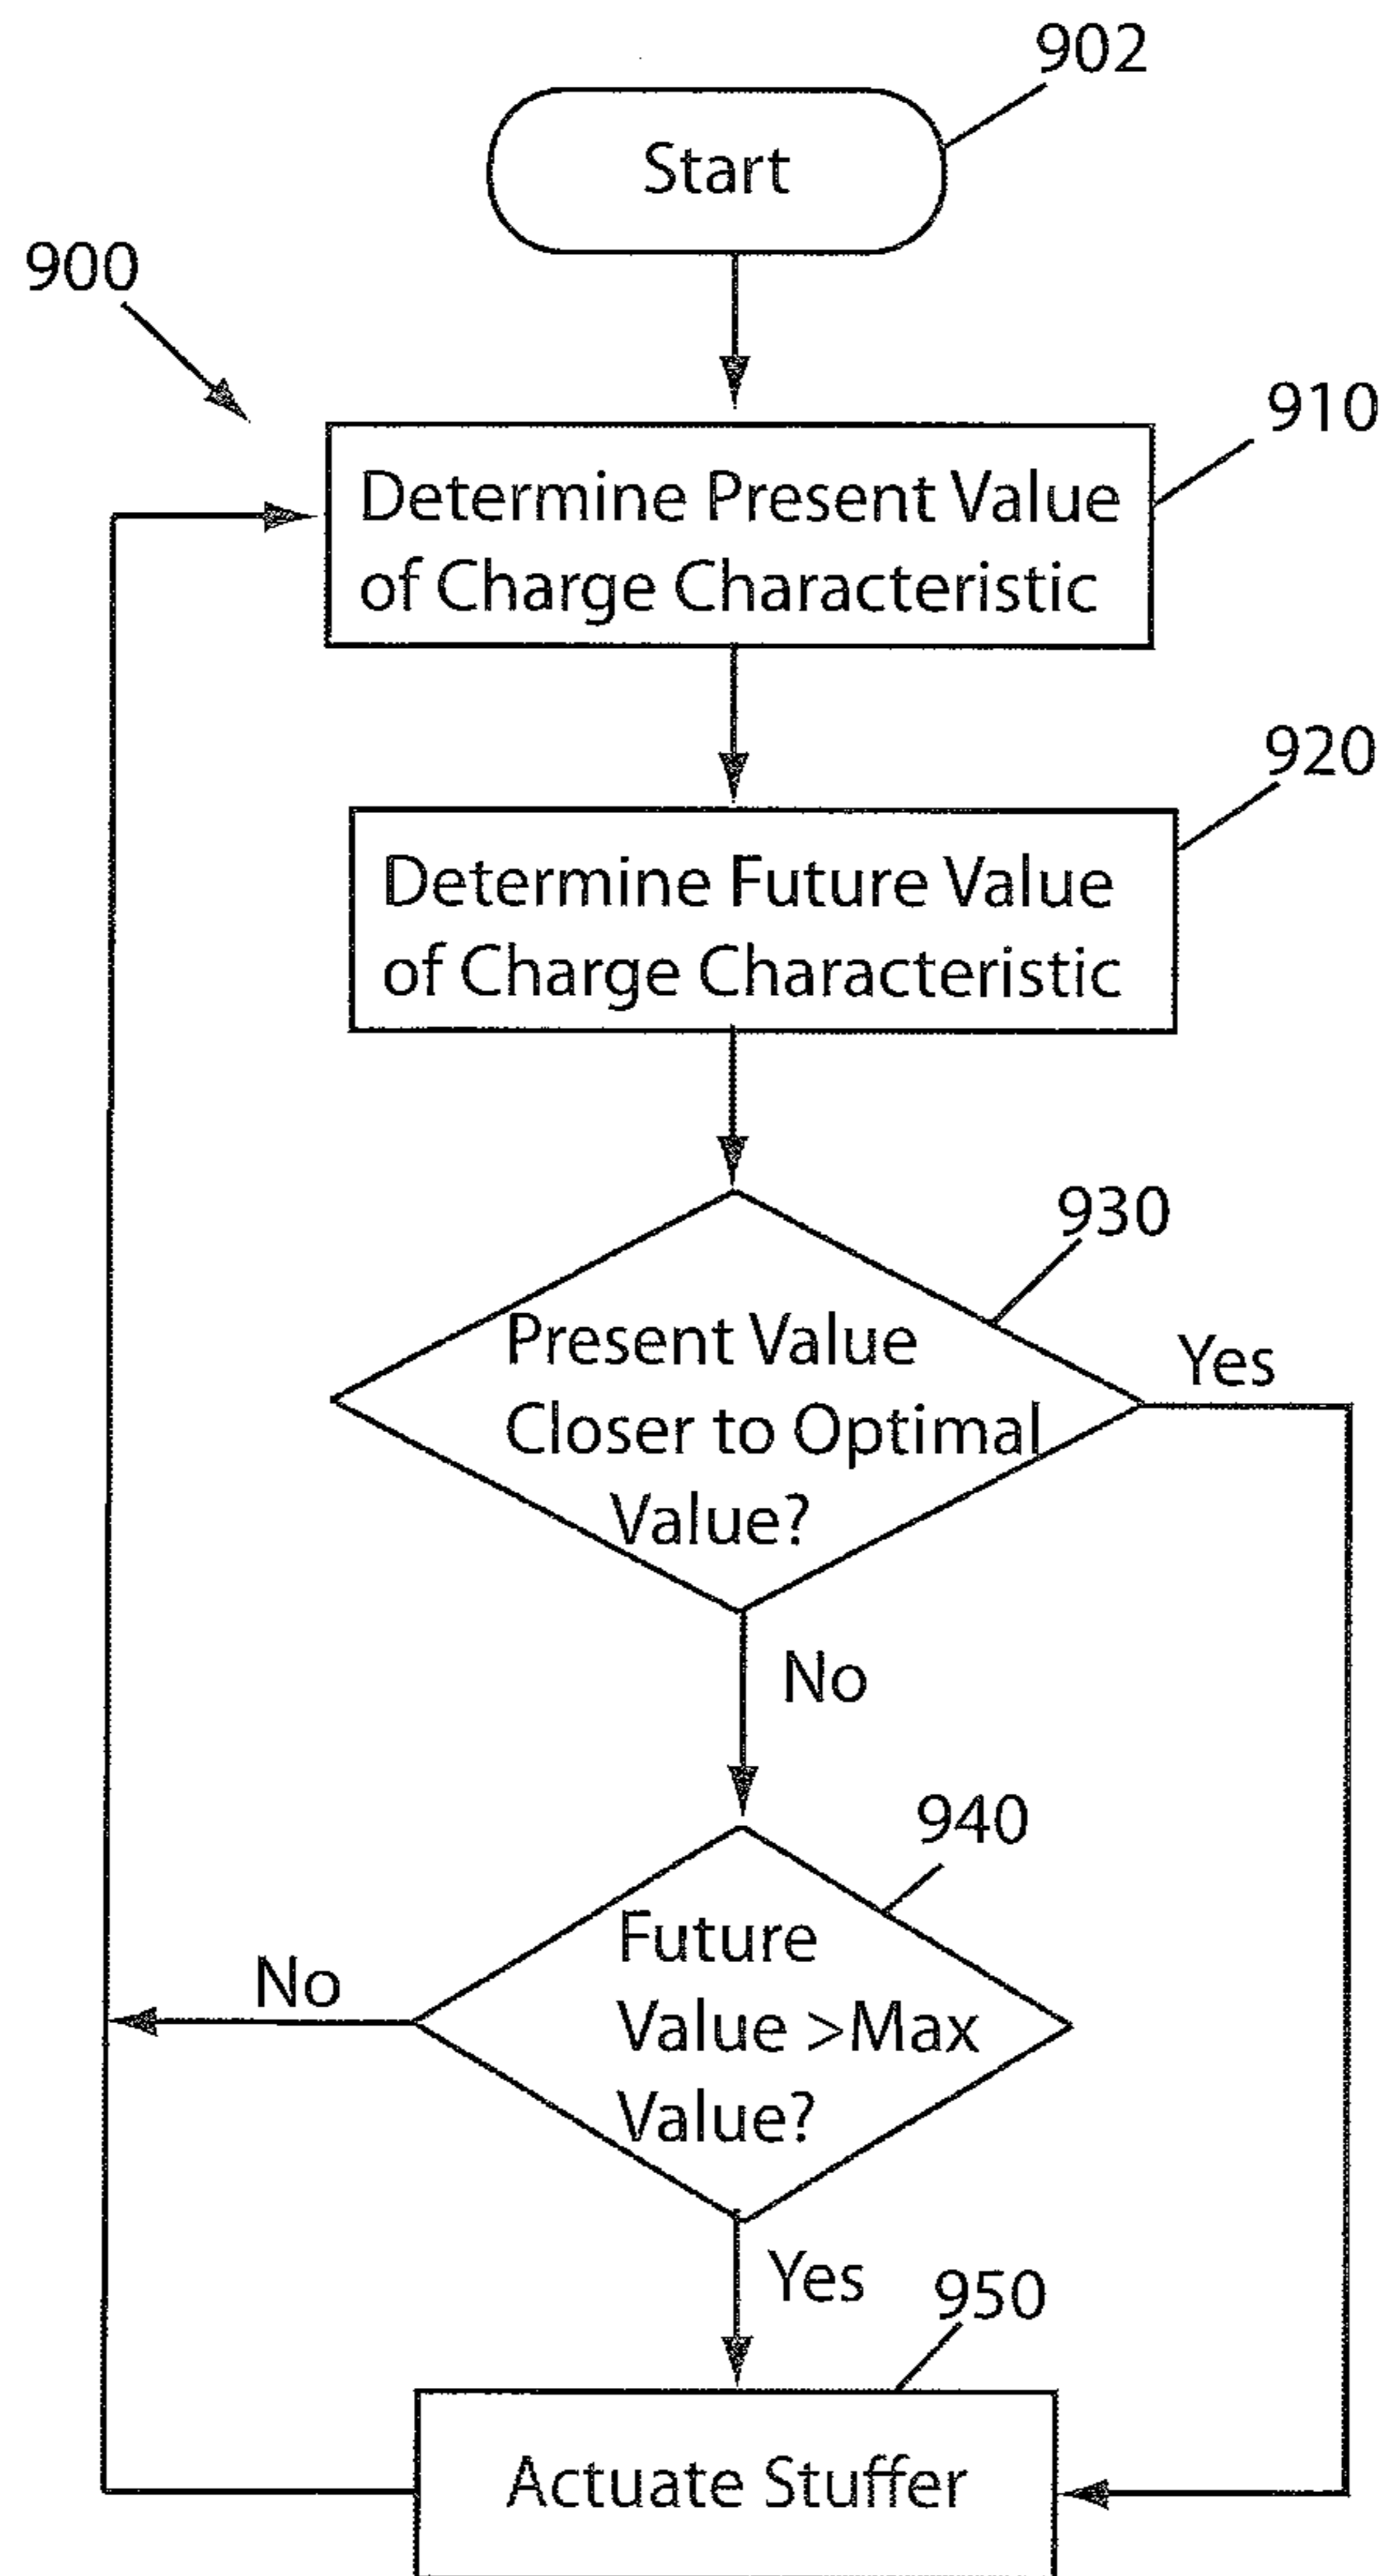 902
Start
900
910
Determine Present Value
of Charge Characteristic
920
Determine Future Value
of Charge Characteristic
930
Present Value
Closer to Optimal
Value?
Yes
No
940
Future
Value >Max
Value?
No
Yes
950
Actuate Stuffer